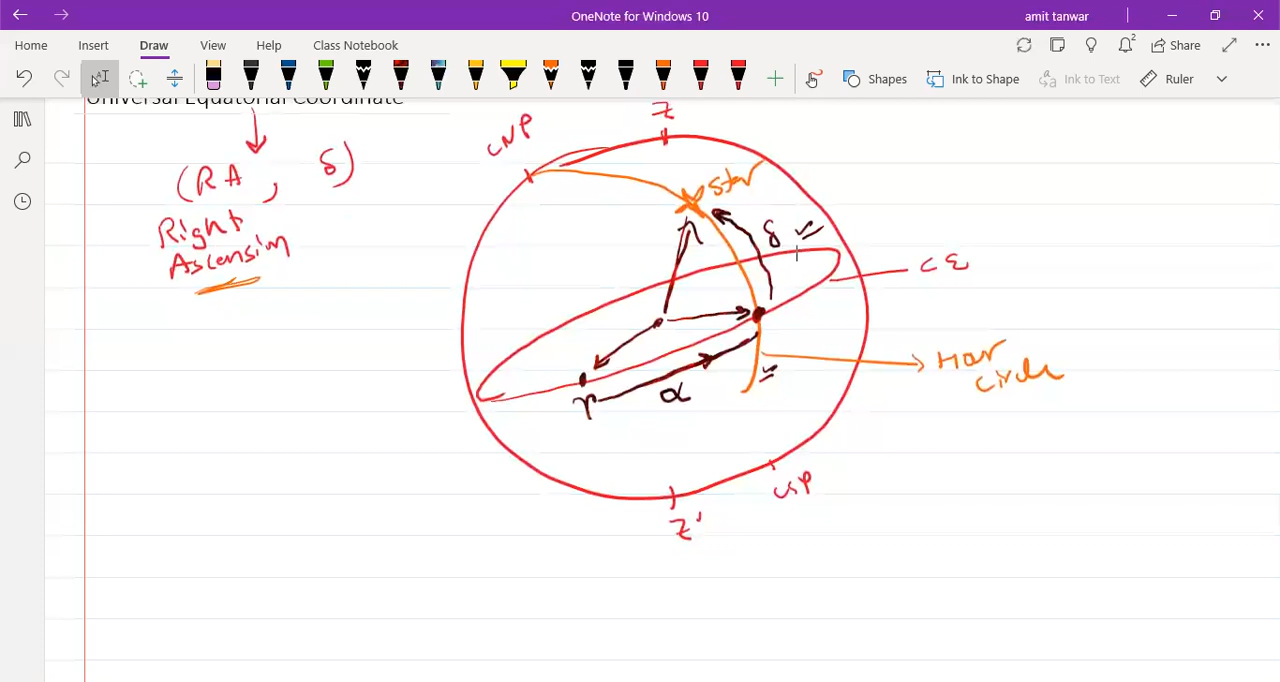 OneNote for Windows 10
amit tanwar
Home Insert Draw View Help Class Notebook
Share
Shapes Ink to Shape Ink to Text Ruler
Universal Equatorial Coordinate
(RA, δ)
Right
Ascension
CNP
Z
Star
δ
CE
Hour
Circle
γ
α
CSP
Z'